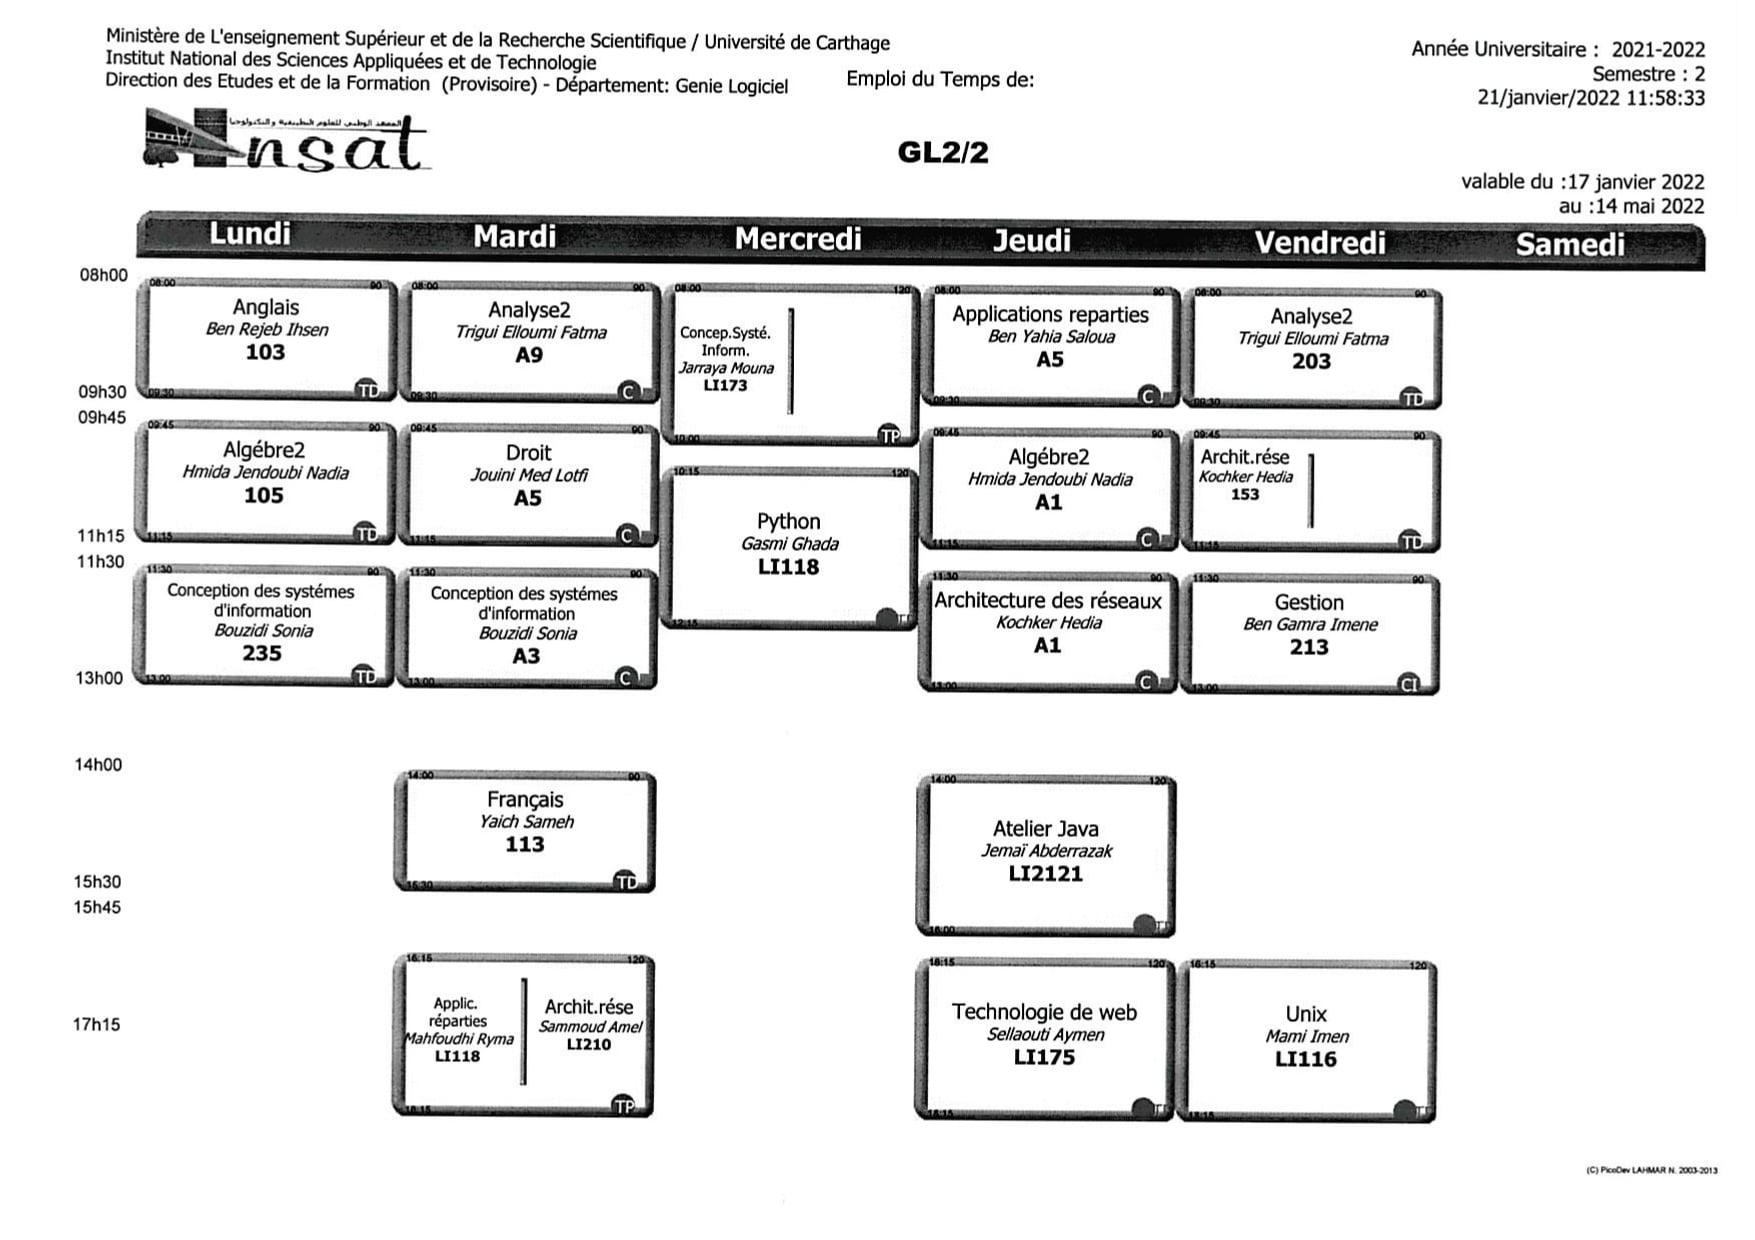 Ministère de L'enseignement Supérieur et de la Recherche Scientifique / Université de Carthage
Institut National des Sciences Appliquées et de Technologie
Direction des Etudes et de la Formation (Provisoire) - Département: Genie Logiciel
Emploi du Temps de:
Année Universitaire : 2021-2022
Semestre : 2
21/janvier/2022 11:58:33
المعهد الوطني للعلوم التطبيقية و التكنولوجيا
Insat
GL2/2
valable du :17 janvier 2022
au :14 mai 2022
Lundi Mardi Mercredi Jeudi Vendredi Samedi
08h00
09h30
09h45
11h15
11h30
13h00
14h00
15h30
15h45
17h15
08:00 90
Anglais
Ben Rejeb Ihsen
103
09:30 TD
09:45 90
Algébre2
Hmida Jendoubi Nadia
105
11:15 TD
11:30 90
Conception des systémes
d'information
Bouzidi Sonia
235
13:00 TD
08:00 90
Analyse2
Trigui Elloumi Fatma
A9
09:30 C
09:45 90
Droit
Jouini Med Lotfi
A5
11:15 C
11:30 90
Conception des systémes
d'information
Bouzidi Sonia
A3
13:00 C
14:00 90
Français
Yaich Sameh
113
15:30 TD
16:15 120
Applic.
réparties
Mahfoudhi Ryma
LI118
Archit.rése
Sammoud Amel
LI210
18:15 TP
08:00 120
Concep.Systé.
Inform.
Jarraya Mouna
LI173
10:00 TP
10:15 120
Python
Gasmi Ghada
LI118
12:15
08:00 90
Applications reparties
Ben Yahia Saloua
A5
09:30 C
09:45 90
Algébre2
Hmida Jendoubi Nadia
A1
11:15 C
11:30 90
Architecture des réseaux
Kochker Hedia
A1
13:00 C
14:00 120
Atelier Java
Jemaï Abderrazak
LI2121
16:00
16:15 120
Technologie de web
Sellaouti Aymen
LI175
18:15
08:00 90
Analyse2
Trigui Elloumi Fatma
203
09:30 TD
09:45 90
Archit.rése
Kochker Hedia
153
11:15 TD
11:30 90
Gestion
Ben Gamra Imene
213
13:00 CI
16:15 120
Unix
Mami Imen
LI116
18:15
(C) PicoDev LAHMAR N. 2003-2013